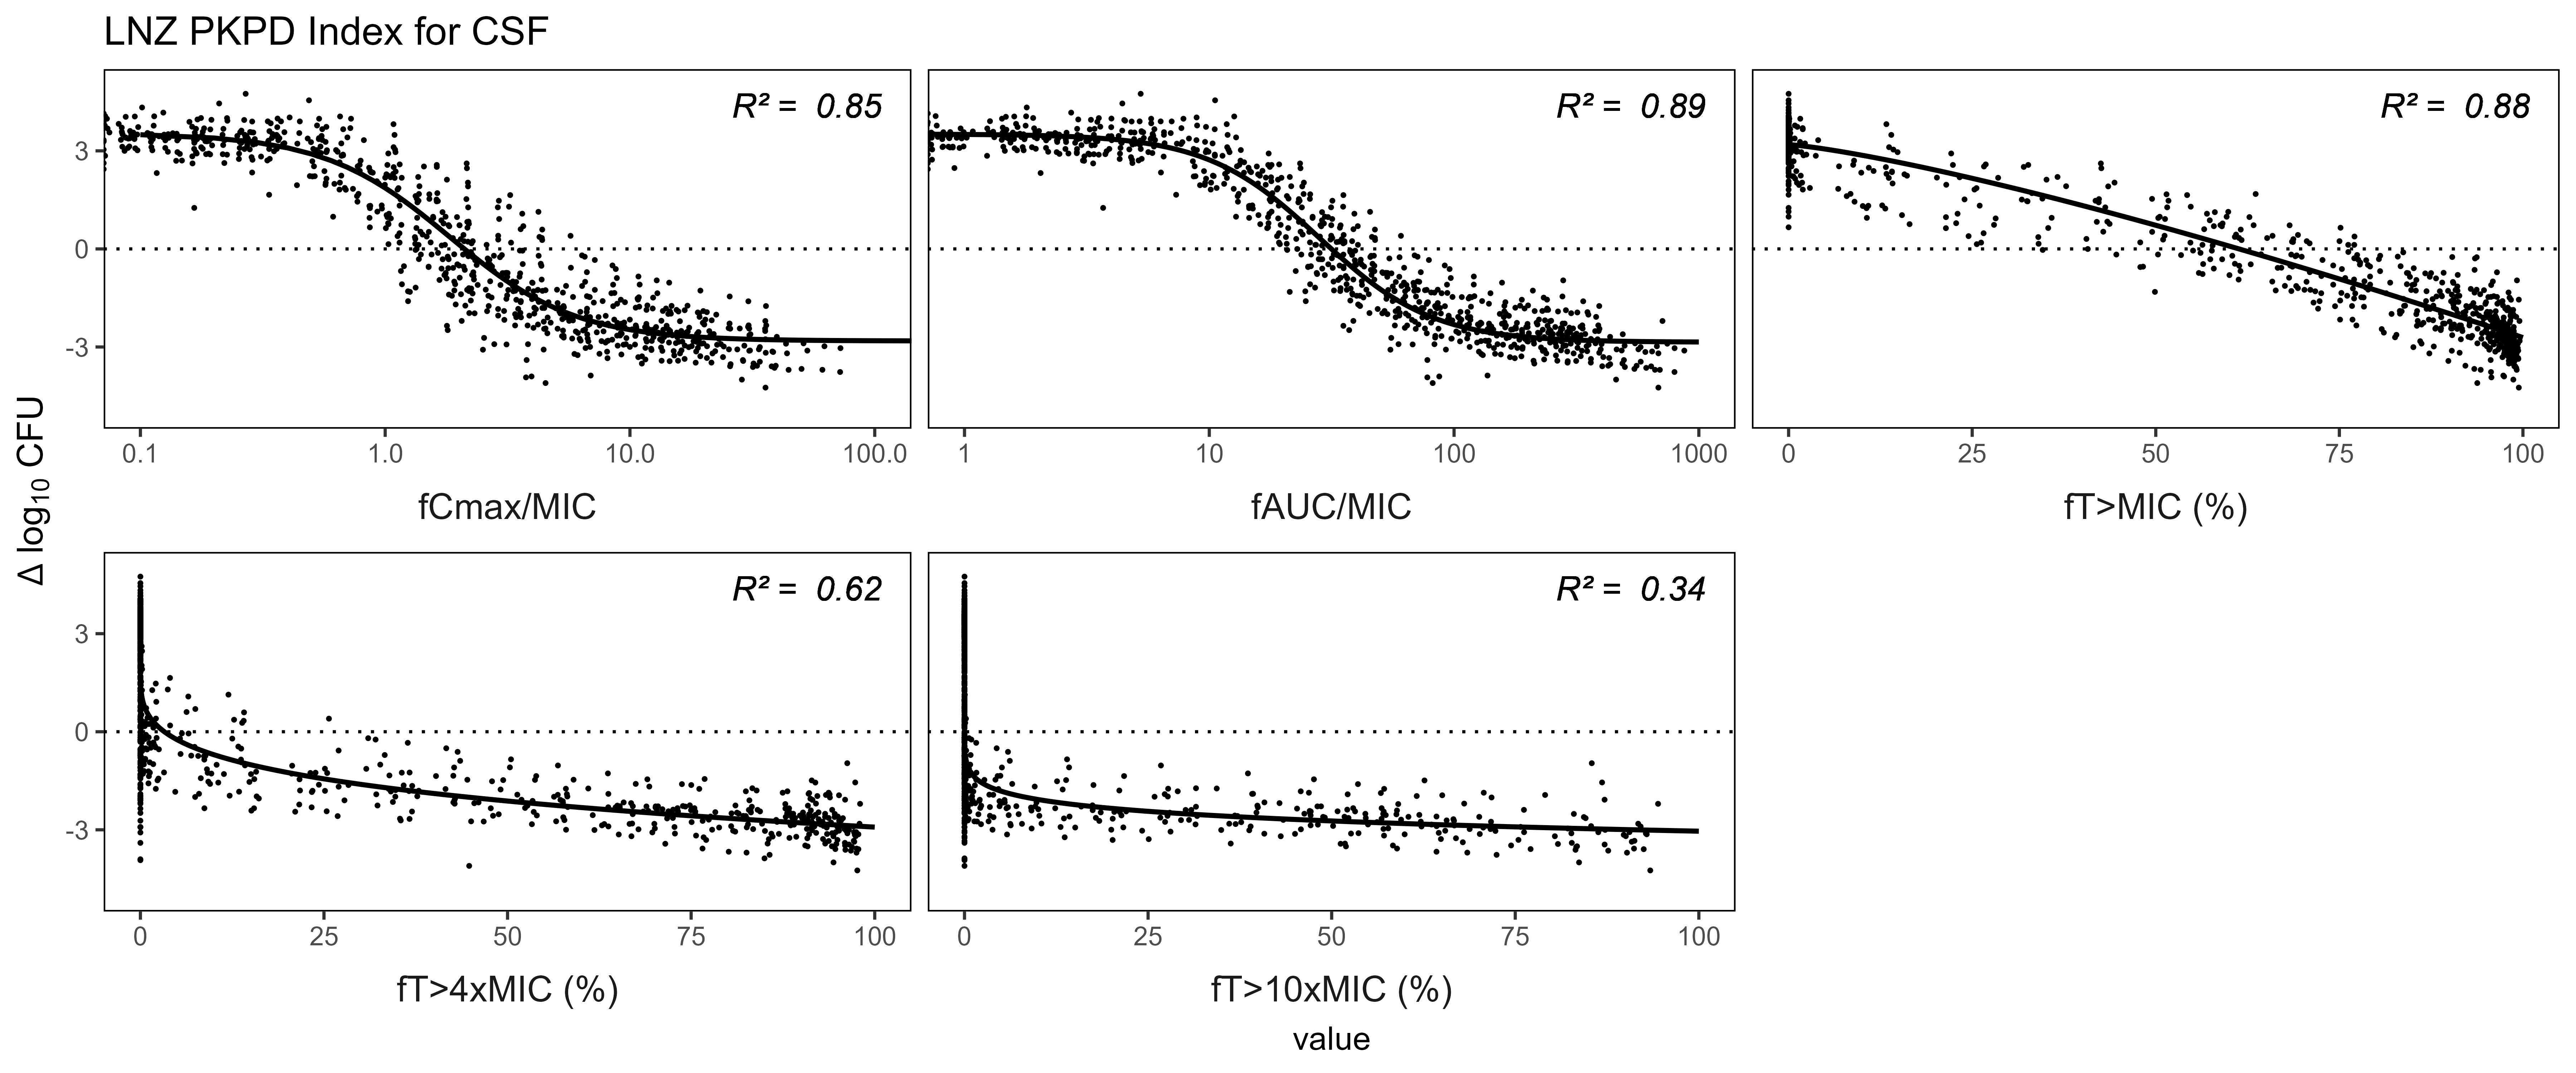 LNZ PKPD Index for CSF
R² = 0.85
R² = 0.89
R² = 0.88
3
0
-3
0.1 1.0 10.0 100.0
1 10 100 1000
0 25 50 75 100
fCmax/MIC
fAUC/MIC
fT>MIC (%)
Δ log₁₀ CFU
R² = 0.62
R² = 0.34
3
0
-3
0 25 50 75 100
0 25 50 75 100
fT>4xMIC (%)
fT>10xMIC (%)
value